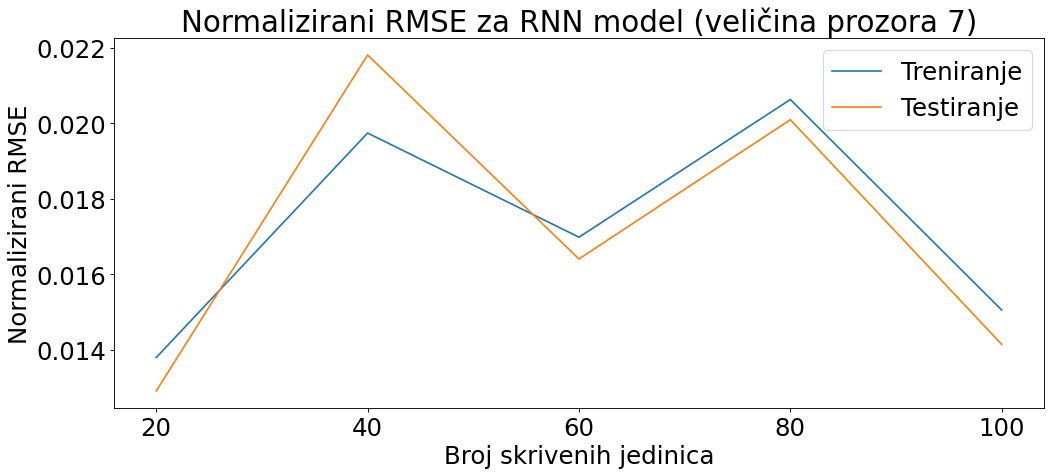 Normalizirani RMSE za RNN model (veličina prozora 7)
Normalizirani RMSE
0.022
0.020
0.018
0.016
0.014
Treniranje
Testiranje
20 40 60 80 100
Broj skrivenih jedinica